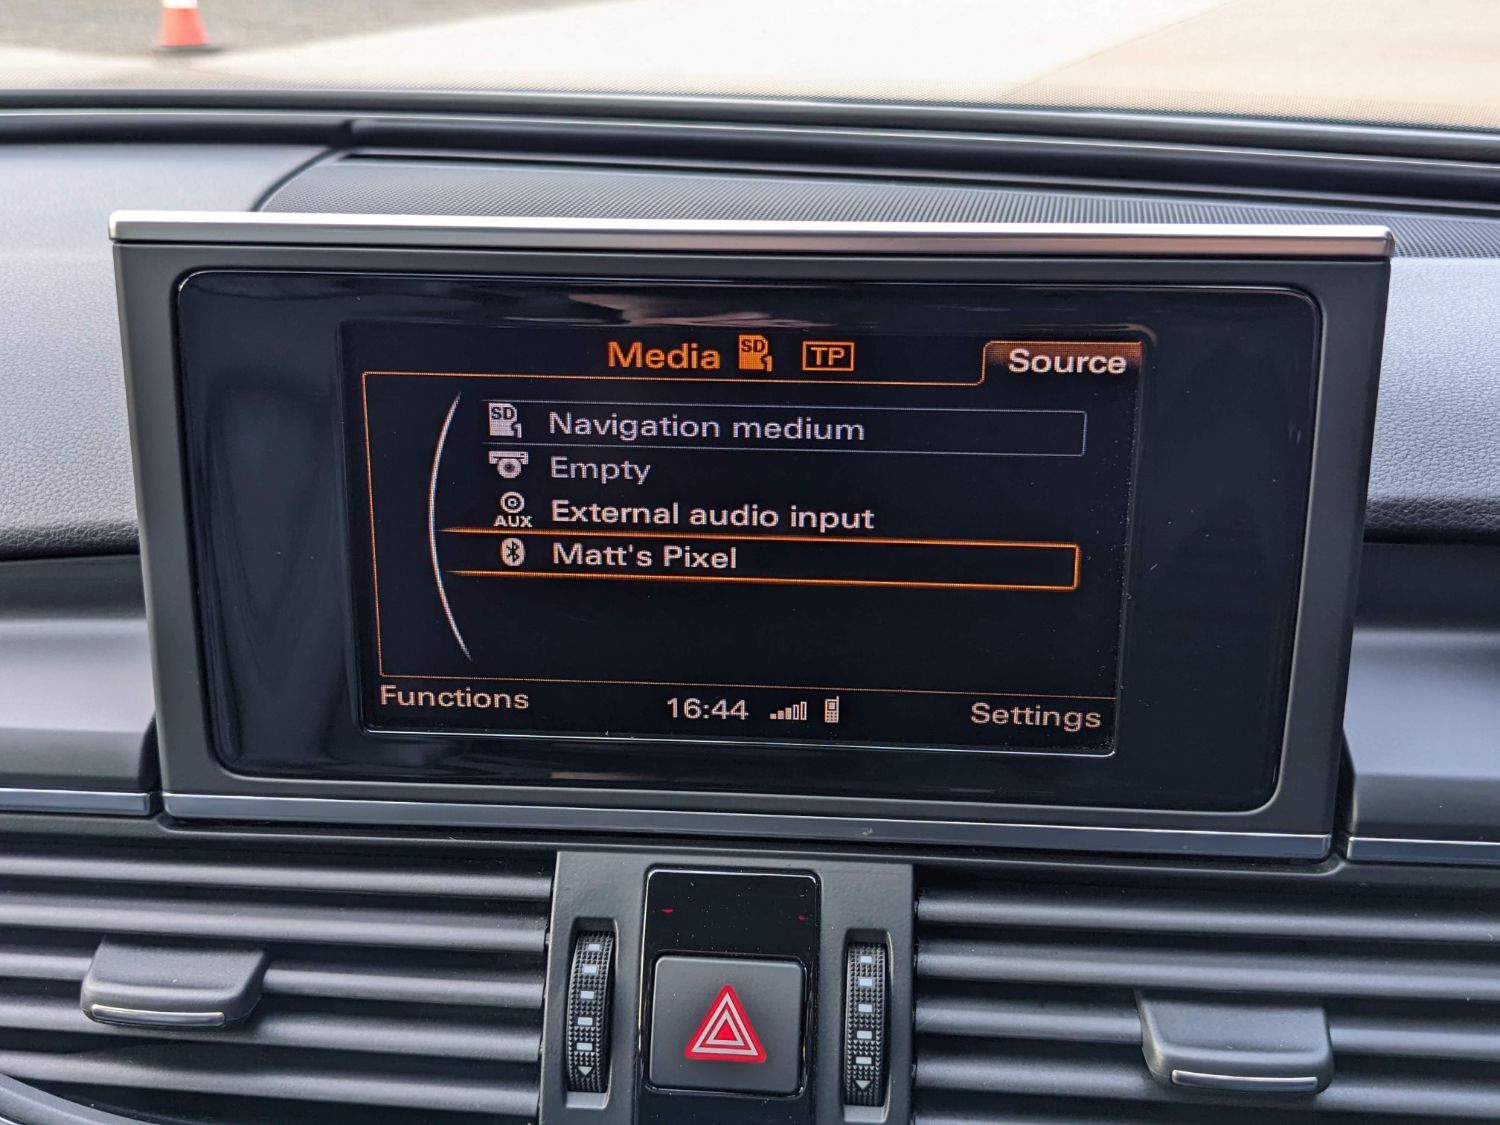 Media SD 1 TP Source
SD 1 Navigation medium
Empty
AUX External audio input
Matt's Pixel
Functions 16:44 Settings